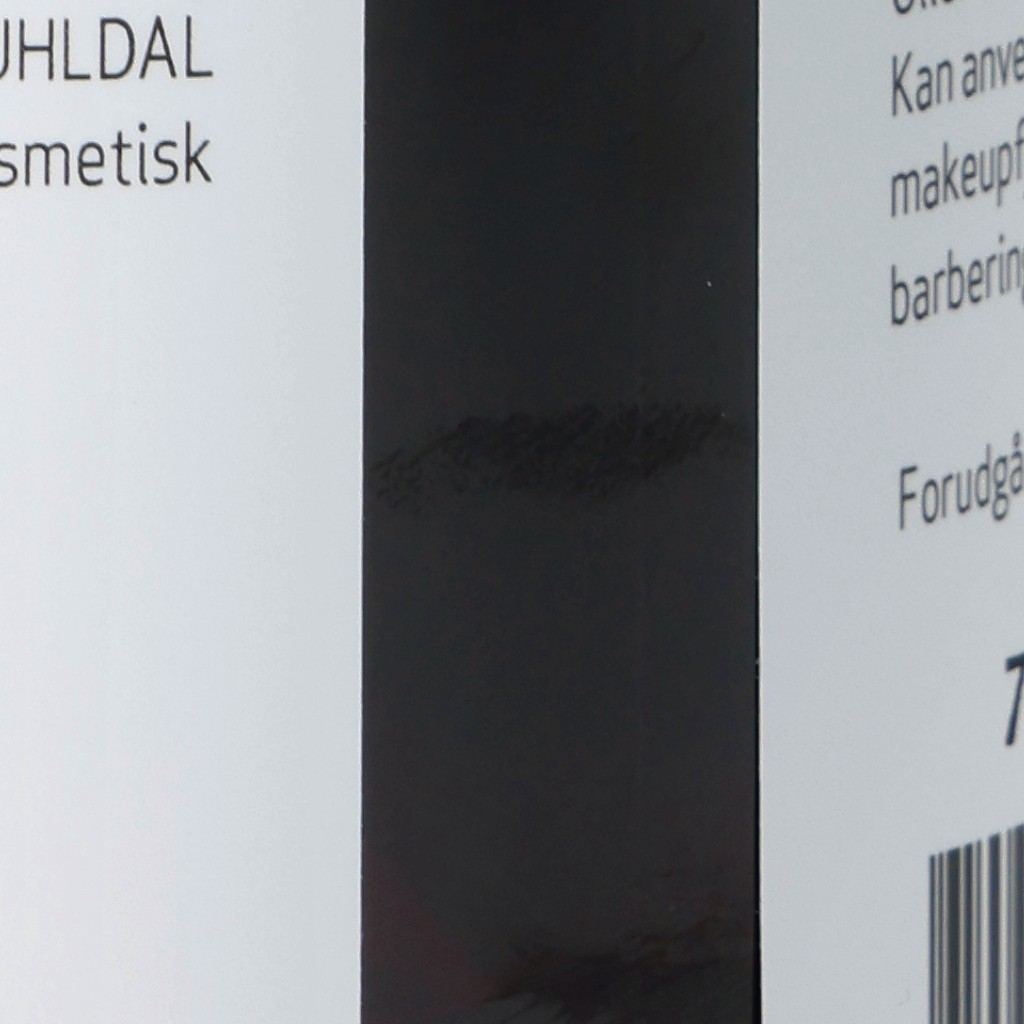 UHLDAL
smetisk
Kan anve
makeupf
barbering
Forudgå
7